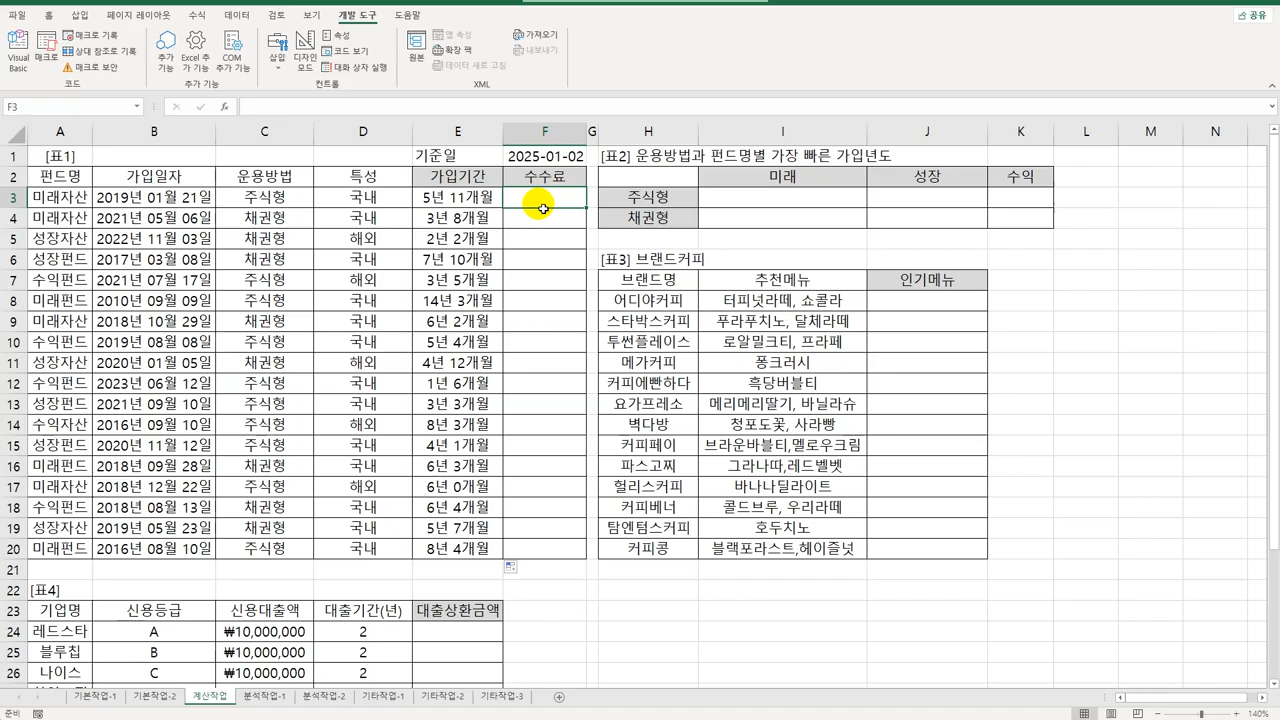 파일 홈 삽입 페이지 레이아웃 수식 데이터 검토 보기 개발 도구 도움말 공유
Visual Basic 매크로 매크로 기록 상대 참조로 기록 매크로 보안 코드
추가 기능 Excel 추가 기능 COM 추가 기능 추가 기능
삽입 디자인 모드 속성 코드 보기 대화 상자 실행 컨트롤
원본 맵 속성 확장 팩 데이터 새로 고침 가져오기 내보내기 XML
F3 fx
A B C D E F G H I J K L M N
1 [표1] 기준일 2025-01-02 [표2] 운용방법과 펀드명별 가장 빠른 가입년도
2 펀드명 가입일자 운용방법 특성 가입기간 수수료 미래 성장 수익
3 미래자산 2019년 01월 21일 주식형 국내 5년 11개월 주식형
4 미래자산 2021년 05월 06일 채권형 국내 3년 8개월 채권형
5 성장자산 2022년 11월 03일 채권형 해외 2년 2개월
6 성장펀드 2017년 03월 08일 채권형 국내 7년 10개월 [표3] 브랜드커피
7 수익펀드 2021년 07월 17일 주식형 해외 3년 5개월 브랜드명 추천메뉴 인기메뉴
8 미래펀드 2010년 09월 09일 주식형 국내 14년 3개월 어디야커피 터피넛라떼, 쇼콜라
9 미래자산 2018년 10월 29일 채권형 국내 6년 2개월 스타박스커피 푸라푸치노, 달체라떼
10 수익펀드 2019년 08월 08일 주식형 국내 5년 4개월 투썬플레이스 로알밀크티, 프라페
11 성장자산 2020년 01월 05일 채권형 해외 4년 12개월 메가커피 퐁크러시
12 수익펀드 2023년 06월 12일 주식형 국내 1년 6개월 커피에빤하다 흑당버블티
13 성장펀드 2021년 09월 10일 주식형 국내 3년 3개월 요가프레소 메리메리딸기, 바닐라슈
14 수익자산 2016년 09월 10일 주식형 해외 8년 3개월 벽다방 청포도꽃, 사라빵
15 성장펀드 2020년 11월 12일 채권형 국내 4년 1개월 커피페이 브라운바블티,멜로우크림
16 미래펀드 2018년 09월 28일 채권형 국내 6년 3개월 파스고찌 그라나따,레드벨벳
17 미래자산 2018년 12월 22일 주식형 해외 6년 0개월 헐리스커피 바나나딜라이트
18 수익펀드 2018년 08월 13일 채권형 국내 6년 4개월 커피베너 콜드브루, 우리라떼
19 성장자산 2019년 05월 23일 채권형 국내 5년 7개월 탐엔텀스커피 호두치노
20 미래펀드 2016년 08월 10일 주식형 국내 8년 4개월 커피콩 블랙포라스트,헤이즐넛
21
22 [표4]
23 기업명 신용등급 신용대출액 대출기간(년) 대출상환금액
24 레드스타 A ₩10,000,000 2
25 블루칩 B ₩10,000,000 2
26 나이스 C ₩10,000,000 2
기본작업-1 기본작업-2 계산작업 분석작업-1 분석작업-2 기타작업-1 기타작업-2 기타작업-3
준비 140%